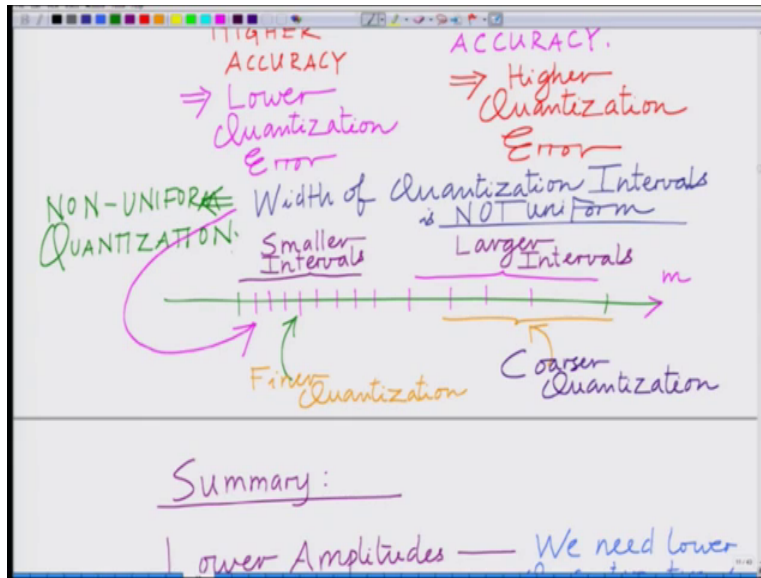 HIGHER
ACCURACY
⇒ Lower
Quantization
Error
ACCURACY.
⇒ Higher
Quantization
Error
NON-UNIFORM
QUANTIZATION.
Width of Quantization Intervals
is NOT uniform
Smaller
Intervals
Larger
Intervals
m
Finer
Quantization
Coarser
Quantization
Summary:
Lower Amplitudes — We need lower